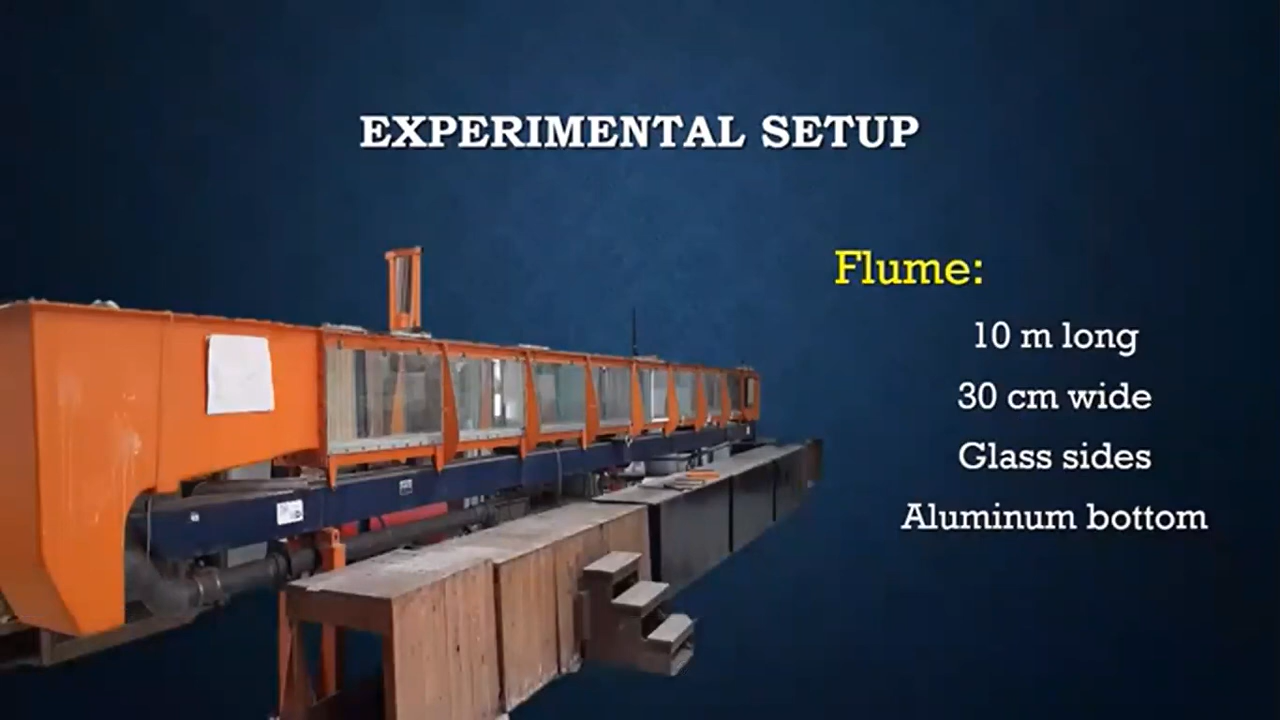 EXPERIMENTAL SETUP
Flume:
10 m long
30 cm wide
Glass sides
Aluminum bottom